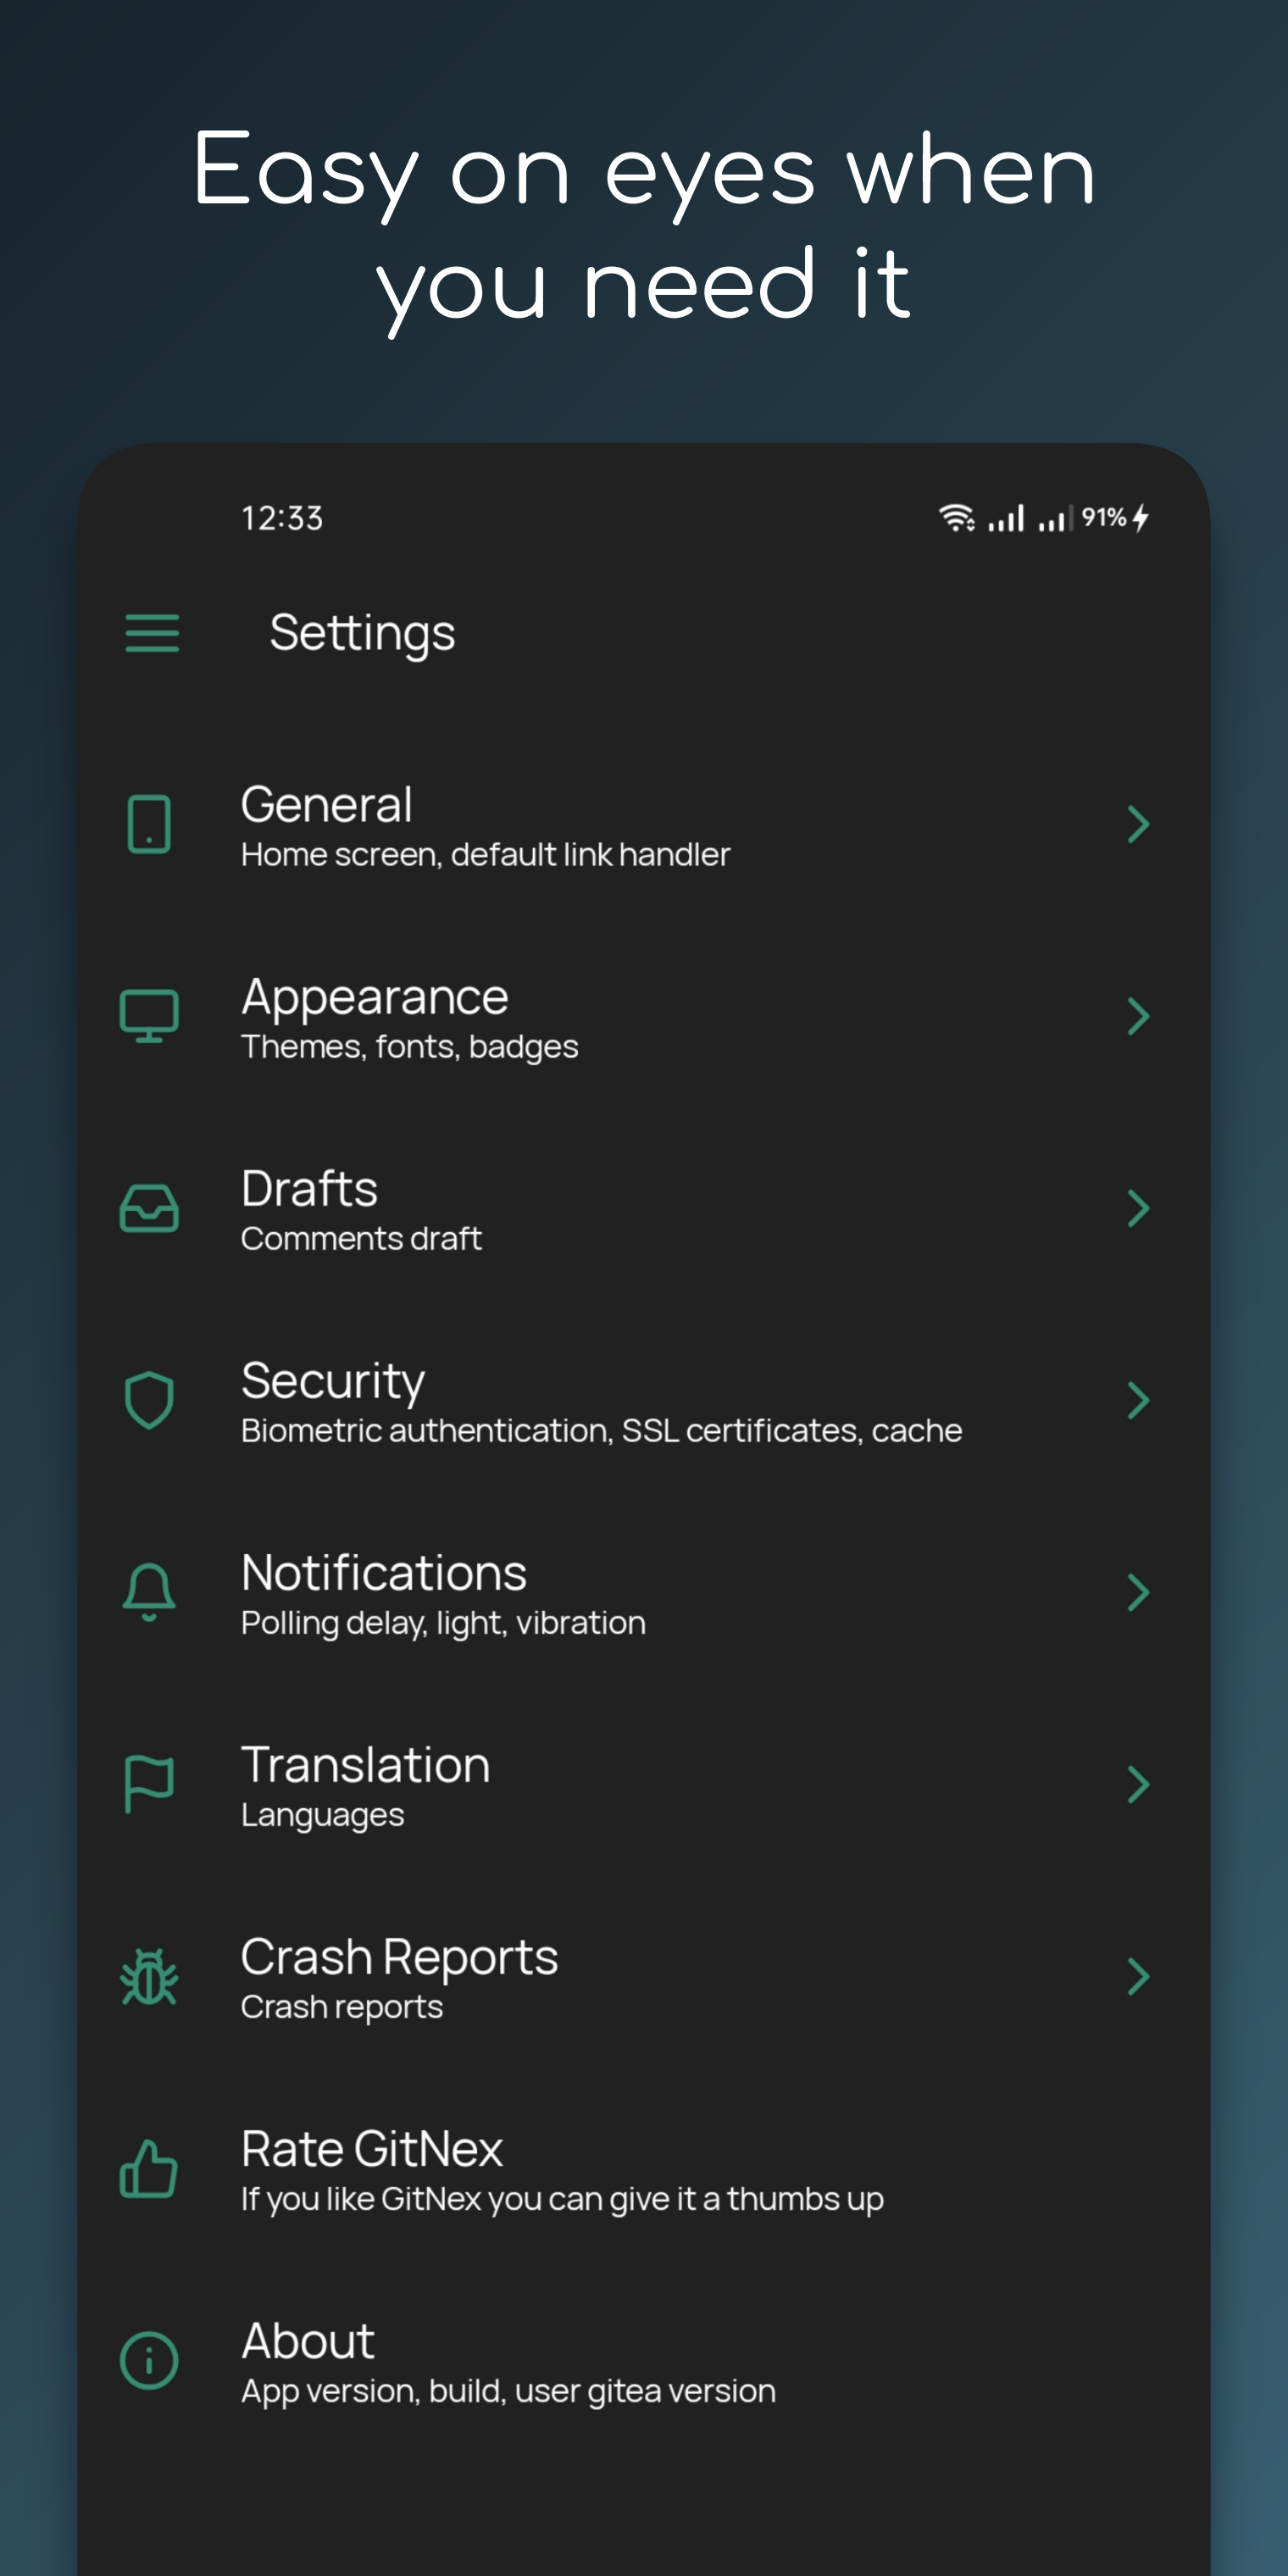 Easy on eyes when
you need it
12:33 91%
Settings
General
Home screen, default link handler
Appearance
Themes, fonts, badges
Drafts
Comments draft
Security
Biometric authentication, SSL certificates, cache
Notifications
Polling delay, light, vibration
Translation
Languages
Crash Reports
Crash reports
Rate GitNex
If you like GitNex you can give it a thumbs up
About
App version, build, user gitea version